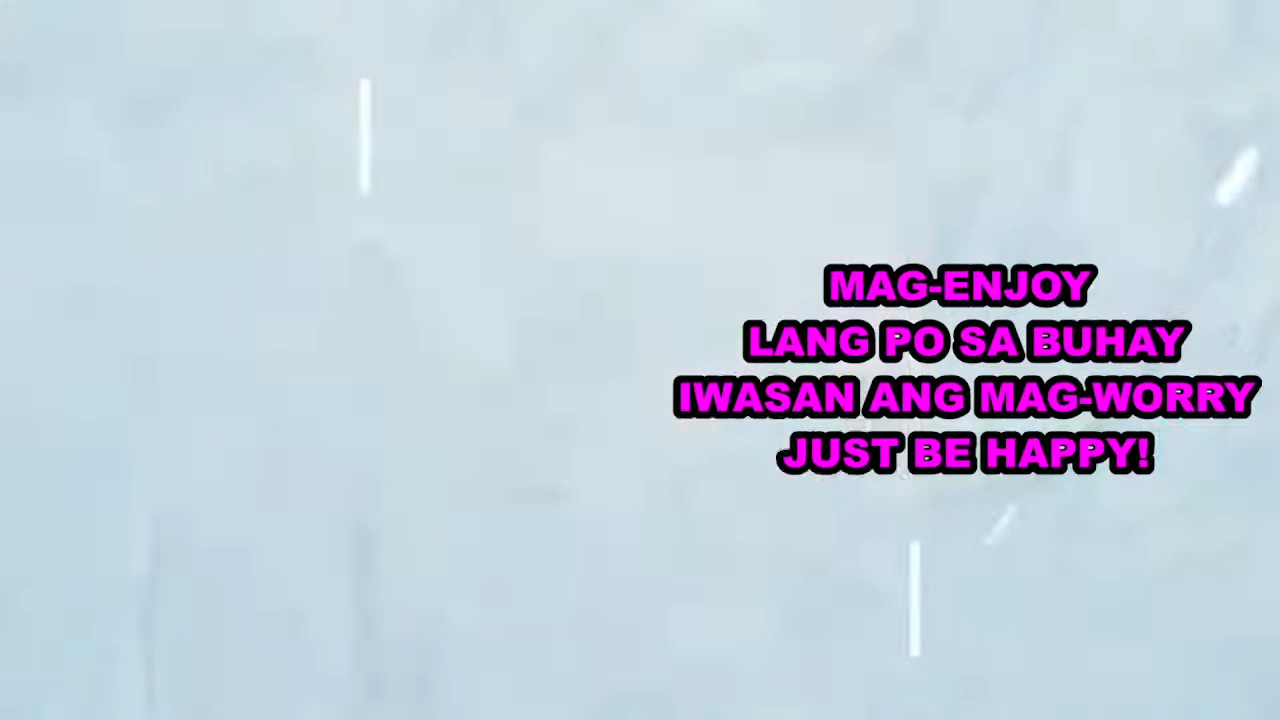 MAG-ENJOY
LANG PO SA BUHAY
IWASAN ANG MAG-WORRY
JUST BE HAPPY!